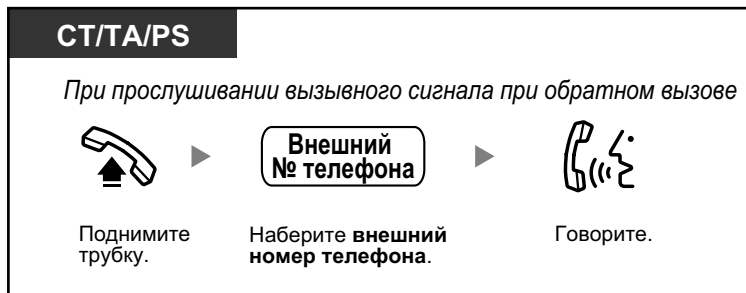 CT/TA/PS
При прослушивании вызывного сигнала при обратном вызове
Внешний
№ телефона
Поднимите
трубку.
Наберите внешний
номер телефона.
Говорите.